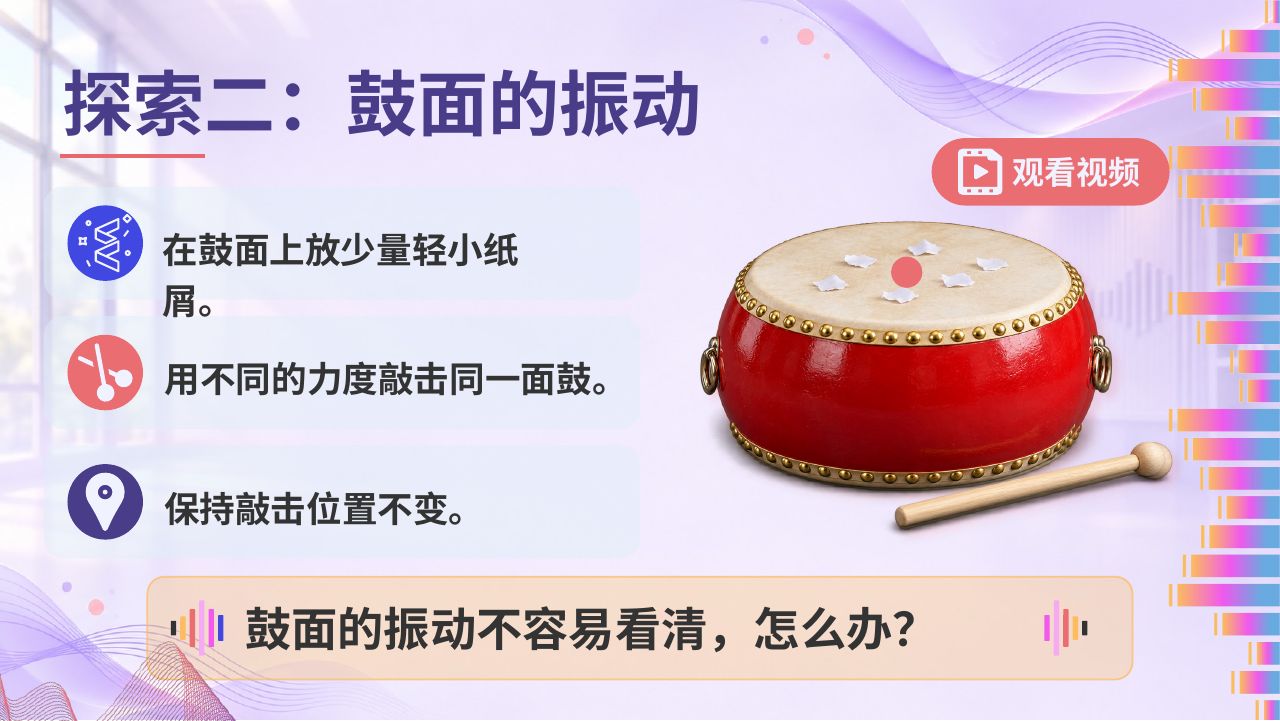 探索二：鼓面的振动
观看视频
在鼓面上放少量轻小纸
屑。
用不同的力度敲击同一面鼓。
保持敲击位置不变。
鼓面的振动不容易看清，怎么办？